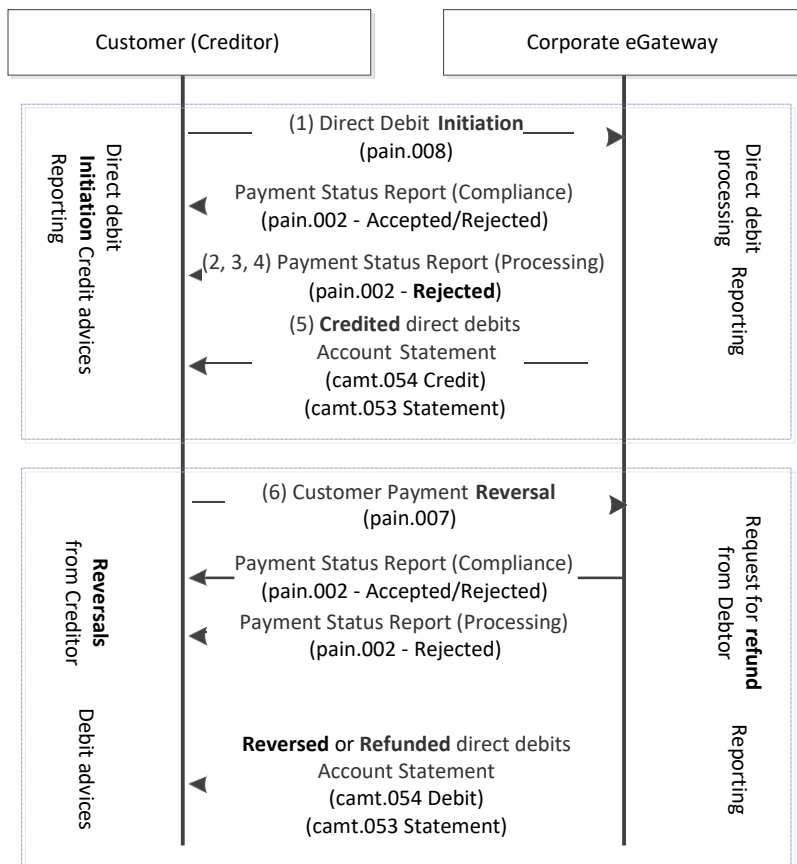 Customer (Creditor)
Corporate eGateway
Direct debit
Initiation Credit advices
Reporting
(1) Direct Debit Initiation
(pain.008)
Payment Status Report (Compliance)
(pain.002 - Accepted/Rejected)
(2, 3, 4) Payment Status Report (Processing)
(pain.002 - Rejected)
(5) Credited direct debits
Account Statement
(camt.054 Credit)
(camt.053 Statement)
Direct debit
processing
Reporting
Reversals
from Creditor
Debit advices
(6) Customer Payment Reversal
(pain.007)
Payment Status Report (Compliance)
(pain.002 - Accepted/Rejected)
Payment Status Report (Processing)
(pain.002 - Rejected)
Reversed or Refunded direct debits
Account Statement
(camt.054 Debit)
(camt.053 Statement)
Request for refund
from Debtor
Reporting